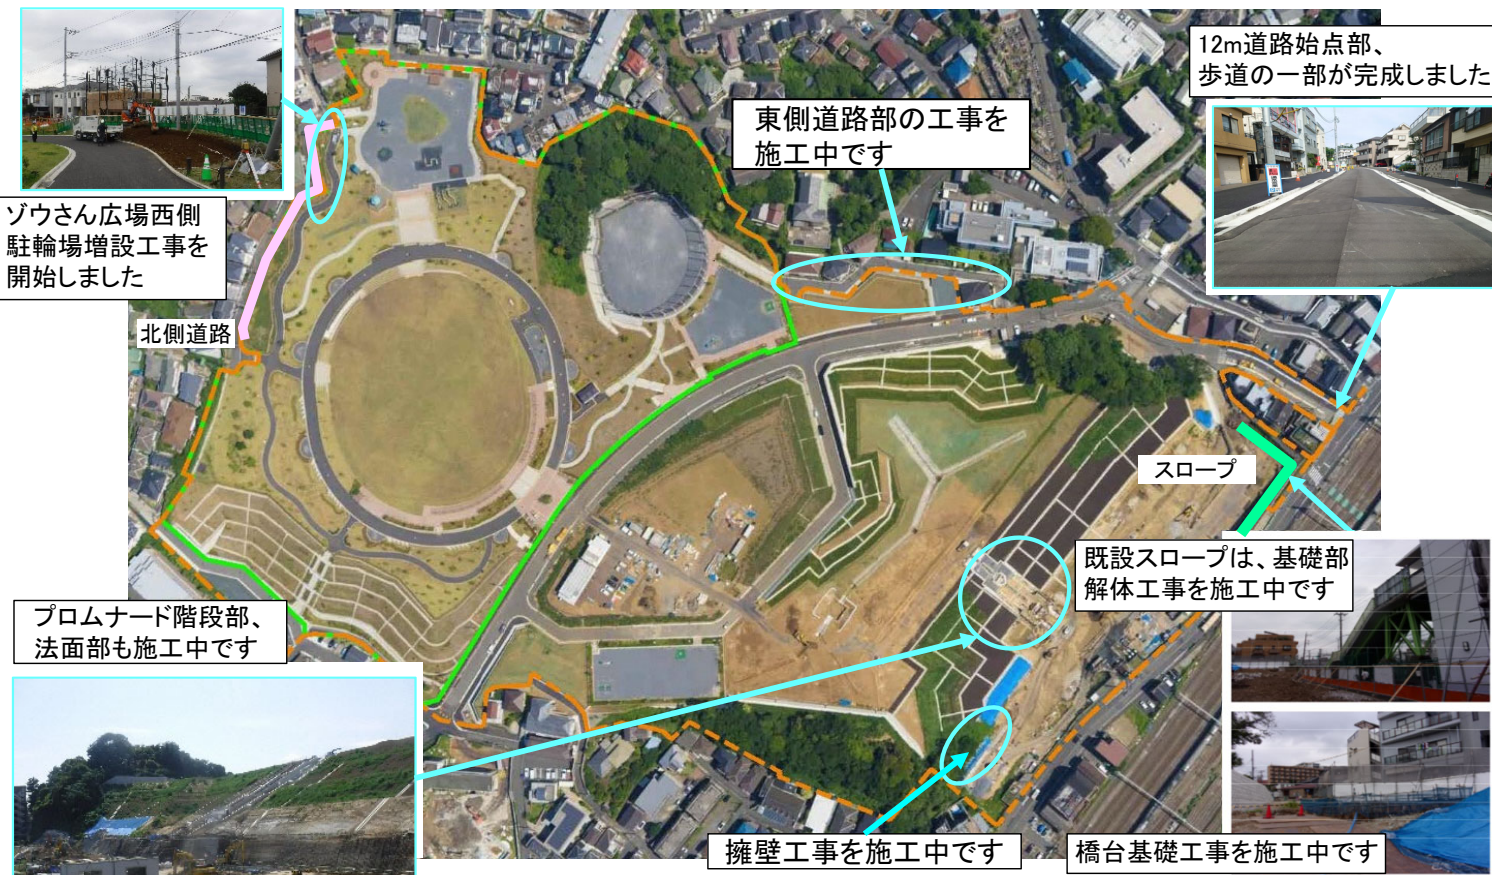 12m道路始点部、
歩道の一部が完成しました
東側道路部の工事を
施工中です
ゾウさん広場西側
駐輪場増設工事を
開始しました
北側道路
スロープ
既設スロープは、基礎部
解体工事を施工中です
プロムナード階段部、
法面部も施工中です
擁壁工事を施工中です
橋台基礎工事を施工中です